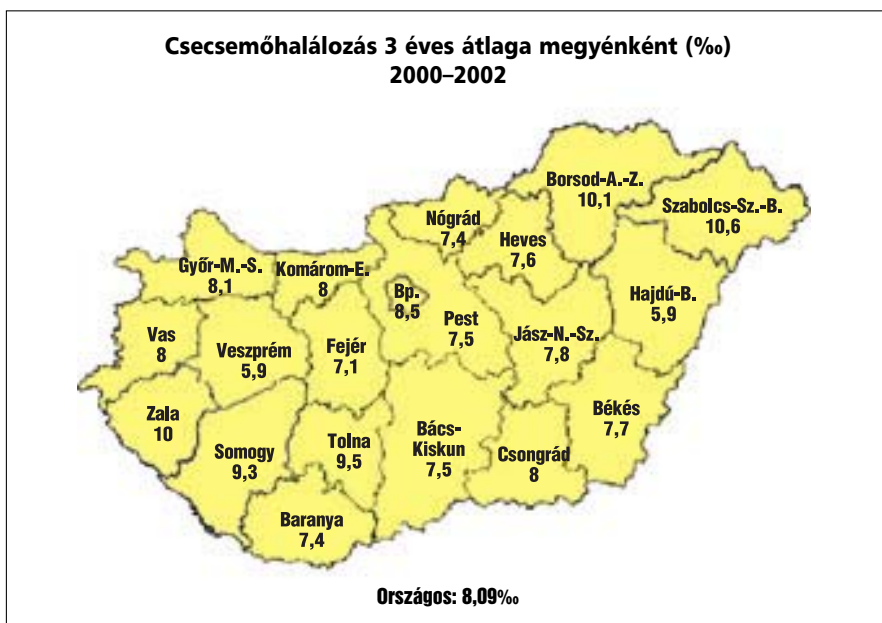 Csecsemőhalálozás 3 éves átlaga megyénként (‰)
2000–2002
Borsod-A.-Z.
10,1
Szabolcs-Sz.-B.
10,6
Nógrád
7,4
Heves
7,6
Győr-M.-S.
8,1
Komárom-E.
8
Bp.
8,5
Pest
7,5
Jász-N.-Sz.
7,8
Hajdú-B.
5,9
Vas
8
Veszprém
5,9
Fejér
7,1
Zala
10
Somogy
9,3
Tolna
9,5
Bács-
Kiskun
7,5
Csongrád
8
Békés
7,7
Baranya
7,4
Országos: 8,09‰